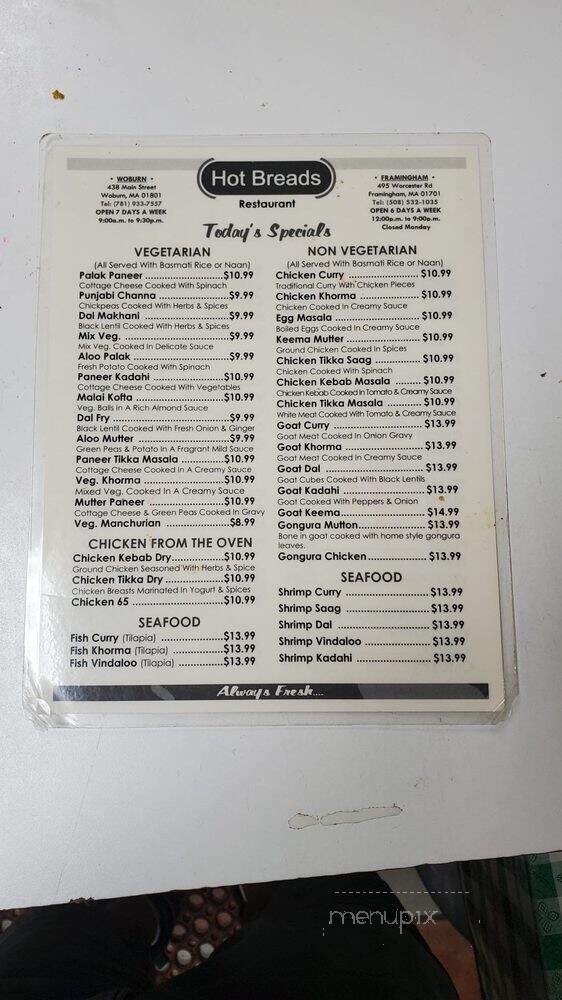 • WOBURN •
438 Main Street
Woburn, MA 01801
Tel: (781) 933-7557
OPEN 7 DAYS A WEEK
9:00a.m. to 9:30p.m.
Hot Breads
Restaurant
• FRAMINGHAM •
495 Worcester Rd
Framingham, MA 01701
Tel: (508) 532-1035
OPEN 6 DAYS A WEEK
12:00p.m. to 9:00p.m.
Closed Monday
Today's Specials
VEGETARIAN
(All Served With Basmati Rice or Naan)
Palak Paneer ..................$10.99
Cottage Cheese Cooked With Spinach
Punjabi Channa ................$9.99
Chickpeas Cooked With Herbs & Spices
Dal Makhani ...................$9.99
Black Lentil Cooked With Herbs & Spices
Mix Veg. ......................$9.99
Mix Veg. Cooked In Delicate Sauce
Aloo Palak ....................$9.99
Fresh Potato Cooked With Spinach
Paneer Kadahi ................$10.99
Cottage Cheese Cooked With Vegetables
Malai Kofta ..................$10.99
Veg. Balls In A Rich Almond Sauce
Dal Fry .......................$9.99
Black Lentil Cooked With Fresh Onion & Ginger
Aloo Mutter ...................$9.99
Green Peas & Potato In A Fragrant Mild Sauce
Paneer Tikka Masala ..........$10.99
Cottage Cheese Cooked In A Creamy Sauce
Veg. Khorma ..................$10.99
Mixed Veg. Cooked In A Creamy Sauce
Mutter Paneer ................$10.99
Cottage Cheese & Green Peas Cooked In Gravy
Veg. Manchurian ...............$8.99
CHICKEN FROM THE OVEN
Chicken Kebab Dry.............$10.99
Ground Chicken Seasoned With Herbs & Spice
Chicken Tikka Dry ............$10.99
Chicken Breasts Marinated In Yogurt & Spices
Chicken 65 ...................$10.99
SEAFOOD
Fish Curry (Tilapia) .........$13.99
Fish Khorma (Tilapia) ........$13.99
Fish Vindaloo (Tilapia) ......$13.99
NON VEGETARIAN
(All Served With Basmati Rice or Naan)
Chicken Curry ................$10.99
Traditional Curry With Chicken Pieces
Chicken Khorma ...............$10.99
Chicken Cooked In Creamy Sauce
Egg Masala ...................$10.99
Boiled Eggs Cooked In Creamy Sauce
Keema Mutter .................$10.99
Ground Chicken Cooked In Spices
Chicken Tikka Saag ...........$10.99
Chicken Cooked With Spinach
Chicken Kebab Masala .........$10.99
Chicken Kebab Cooked In Tomato & Creamy Sauce
Chicken Tikka Masala .........$10.99
White Meat Cooked With Tomato & Creamy Sauce
Goat Curry ...................$13.99
Goat Meat Cooked In Onion Gravy
Goat Khorma ..................$13.99
Goat Meat Cooked In Creamy Sauce
Goat Dal .....................$13.99
Goat Cubes Cooked With Black Lentils
Goat Kadahi ..................$13.99
Goat Cooked With Peppers & Onion
Goat Keema....................$14.99
Gongura Mutton................$13.99
Bone in goat cooked with home style gongura
leaves.
Gongura Chicken...............$13.99
SEAFOOD
Shrimp Curry .................$13.99
Shrimp Saag ..................$13.99
Shrimp Dal ...................$13.99
Shrimp Vindaloo ..............$13.99
Shrimp Kadahi ................$13.99
Always Fresh....
menupix